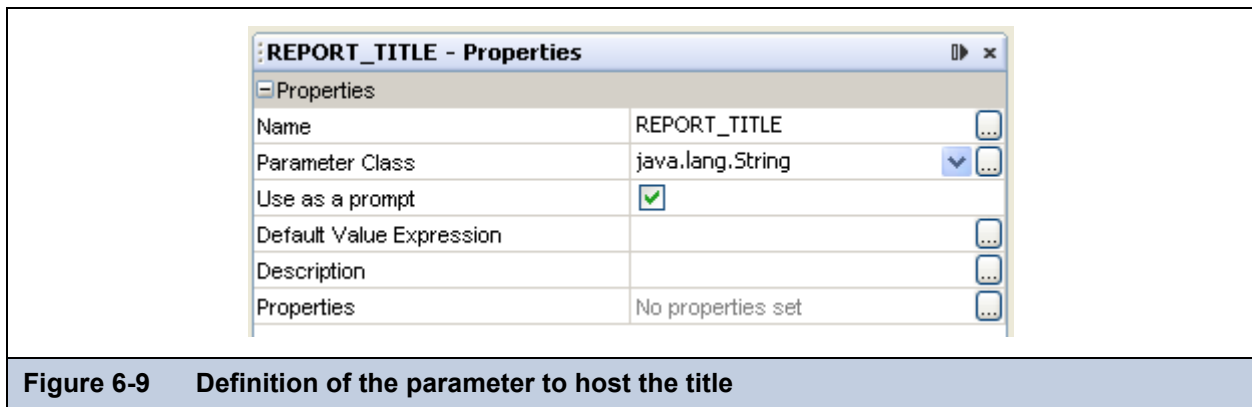 REPORT_TITLE - Properties
Properties
Name REPORT_TITLE ...
Parameter Class java.lang.String ...
Use as a prompt
Default Value Expression ...
Description ...
Properties No properties set ...
Figure 6-9 Definition of the parameter to host the title